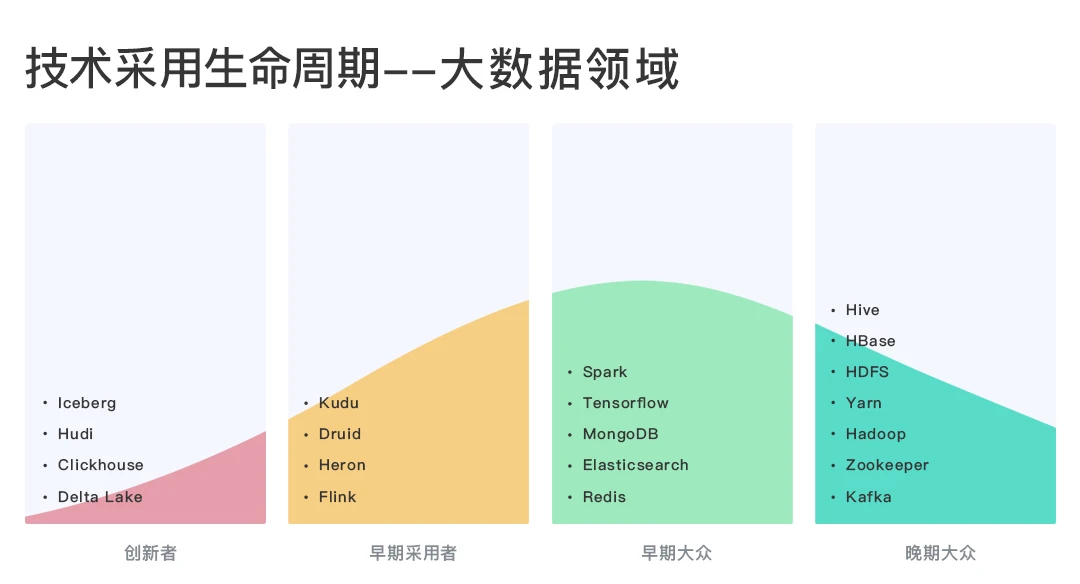 技术采用生命周期--大数据领域
• Iceberg
• Hudi
• Clickhouse
• Delta Lake
创新者
• Kudu
• Druid
• Heron
• Flink
早期采用者
• Spark
• Tensorflow
• MongoDB
• Elasticsearch
• Redis
早期大众
• Hive
• HBase
• HDFS
• Yarn
• Hadoop
• Zookeeper
• Kafka
晚期大众